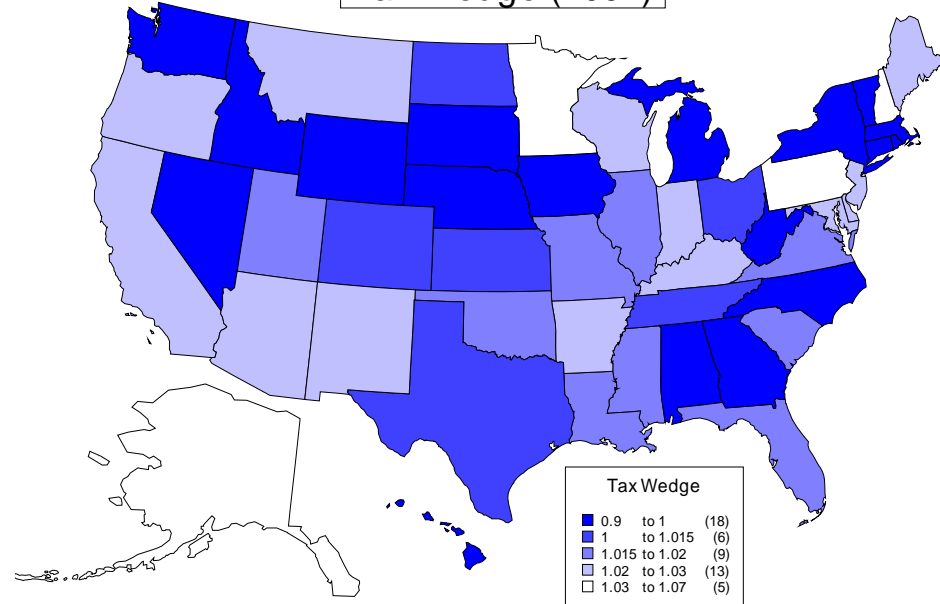 Tax Wedge
0.9 to 1 (18)
1 to 1.015 (6)
1.015 to 1.02 (9)
1.02 to 1.03 (13)
1.03 to 1.07 (5)